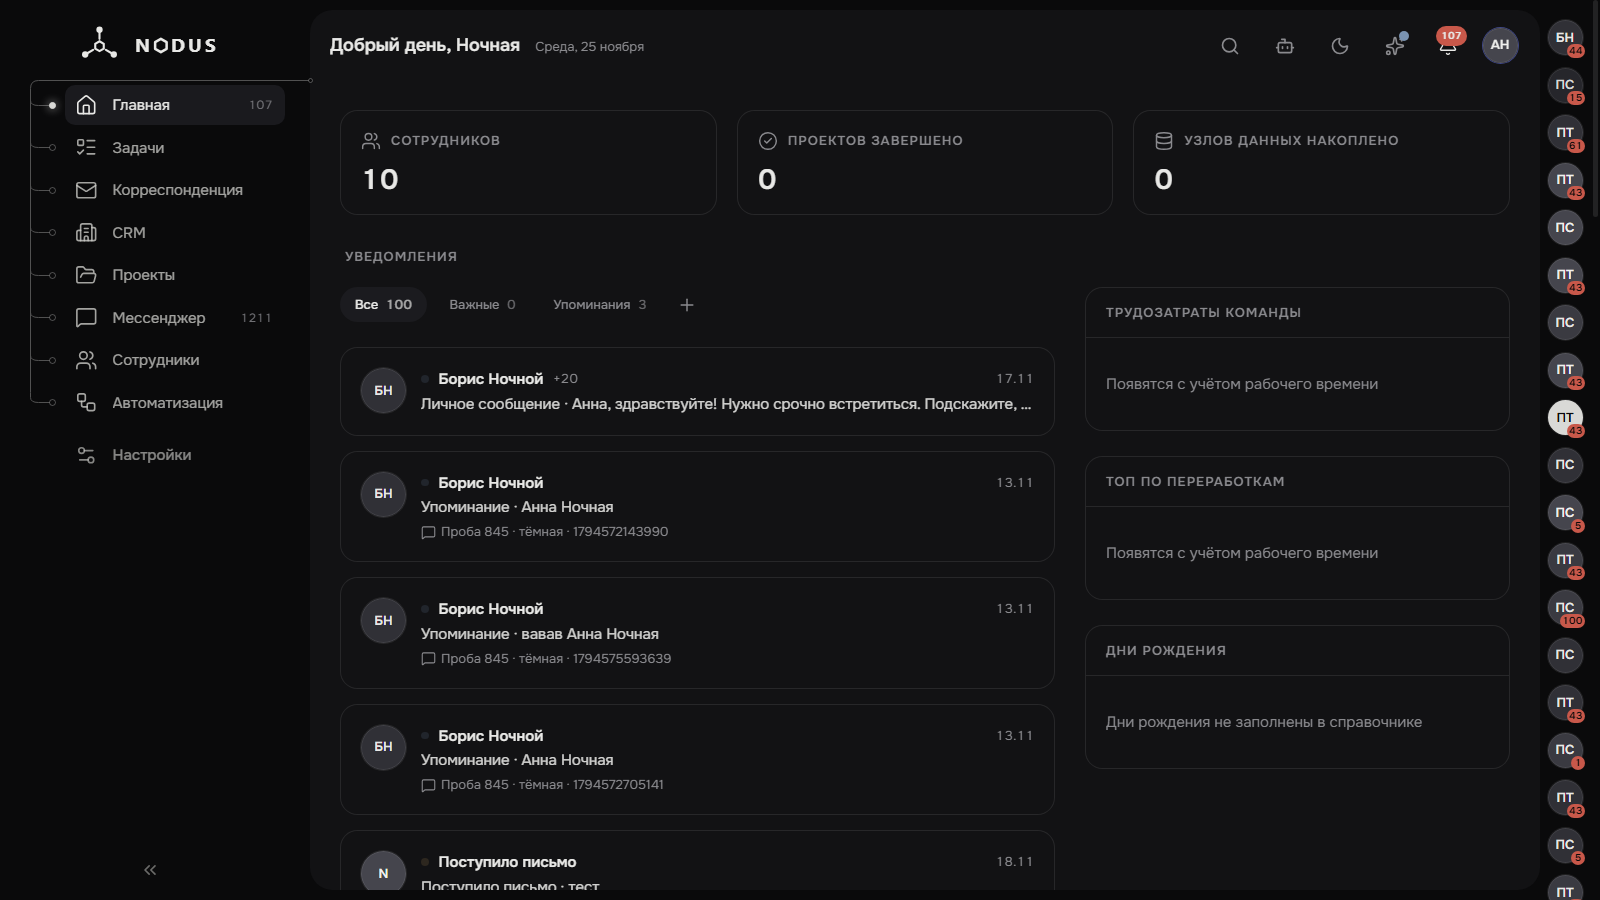 NODUS
Главная 107
Задачи
Корреспонденция
CRM
Проекты
Мессенджер 1211
Сотрудники
Автоматизация
Настройки
Добрый день, Ночная Среда, 25 ноября
107
АН
СОТРУДНИКОВ
10
ПРОЕКТОВ ЗАВЕРШЕНО
0
УЗЛОВ ДАННЫХ НАКОПЛЕНО
0
УВЕДОМЛЕНИЯ
Все 100 Важные 0 Упоминания 3
БН
Борис Ночной +20 17.11
Личное сообщение · Анна, здравствуйте! Нужно срочно встретиться. Подскажите, ...
БН
Борис Ночной 13.11
Упоминание · Анна Ночная
Проба 845 · тёмная · 1794572143990
БН
Борис Ночной 13.11
Упоминание · вавав Анна Ночная
Проба 845 · тёмная · 1794575593639
БН
Борис Ночной 13.11
Упоминание · Анна Ночная
Проба 845 · тёмная · 1794572705141
N
Поступило письмо 18.11
Поступило письмо · тест
ТРУДОЗАТРАТЫ КОМАНДЫ
Появятся с учётом рабочего времени
ТОП ПО ПЕРЕРАБОТКАМ
Появятся с учётом рабочего времени
ДНИ РОЖДЕНИЯ
Дни рождения не заполнены в справочнике
БН 44
ПС 15
ПТ 61
ПТ 43
ПС
ПТ 43
ПС
ПТ 43
ПТ 43
ПС
ПС 5
ПТ 43
ПС 100
ПС
ПТ 43
ПС 1
ПТ 43
ПС 5
ПТ